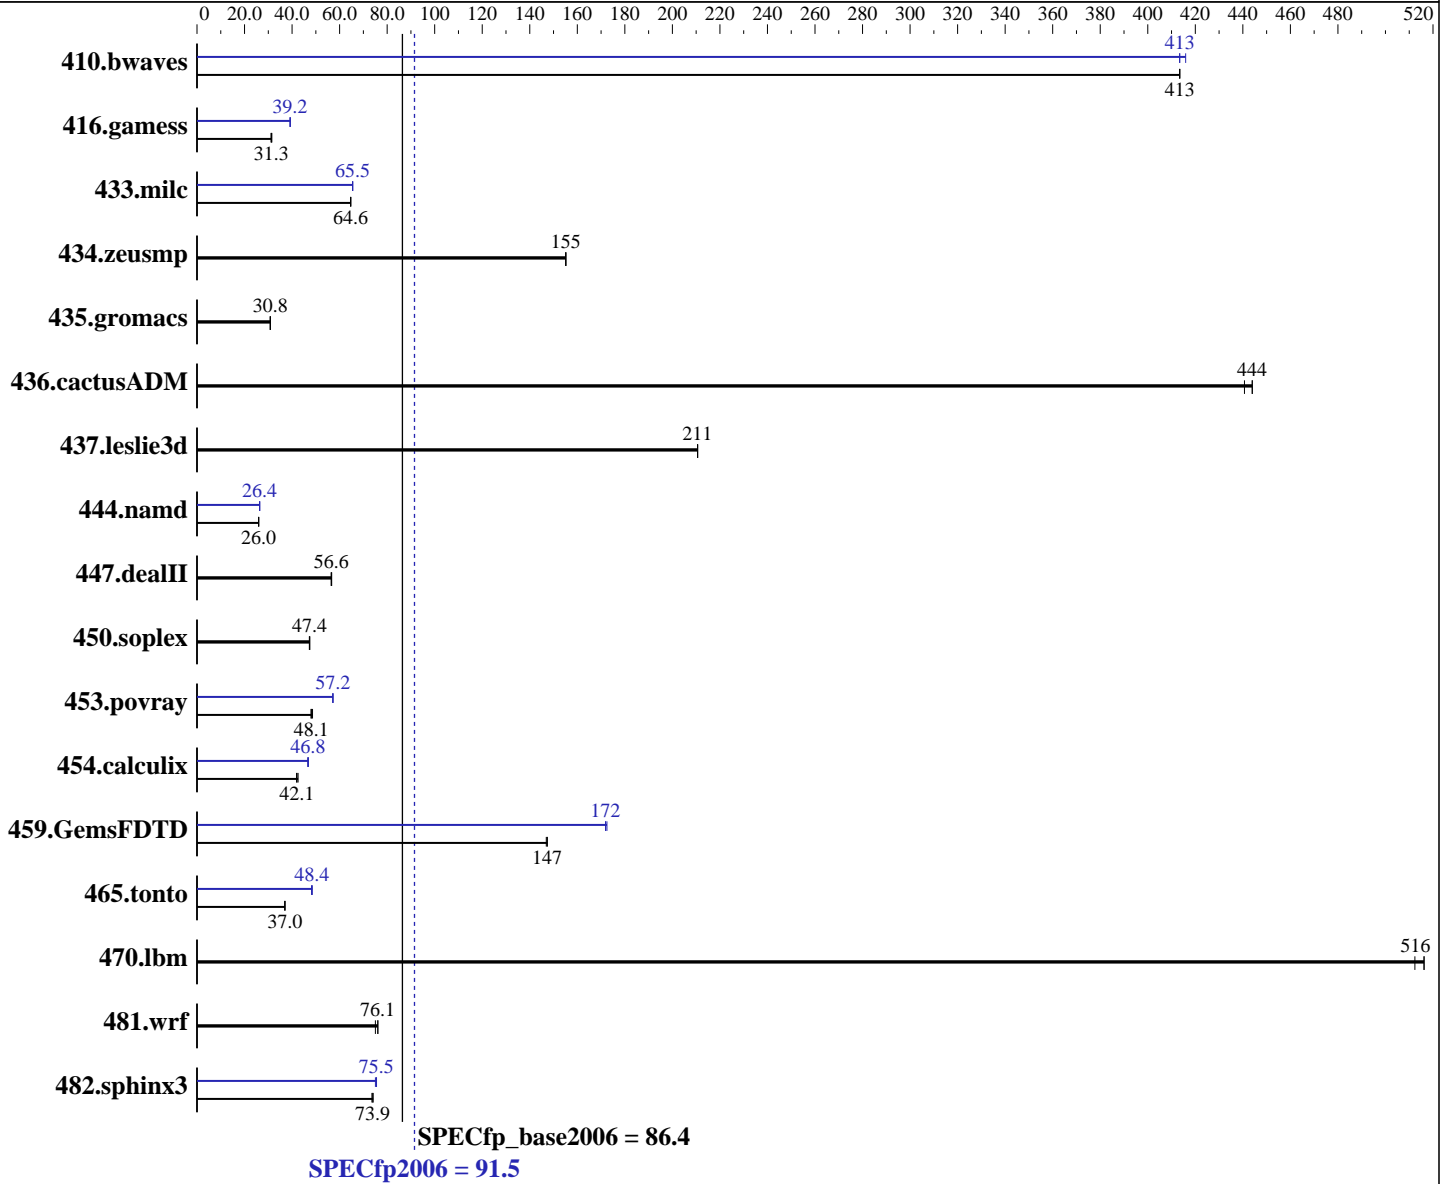 0 20.0 40.0 60.0 80.0 100 120 140 160 180 200 220 240 260 280 300 320 340 360 380 400 420 440 460 480 520
410.bwaves
413
413
416.gamess
39.2
31.3
433.milc
65.5
64.6
434.zeusmp
155
435.gromacs
30.8
436.cactusADM
444
437.leslie3d
211
444.namd
26.4
26.0
447.dealII
56.6
450.soplex
47.4
453.povray
57.2
48.1
454.calculix
46.8
42.1
459.GemsFDTD
172
147
465.tonto
48.4
37.0
470.lbm
516
481.wrf
76.1
482.sphinx3
75.5
73.9
SPECfp_base2006 = 86.4
SPECfp2006 = 91.5